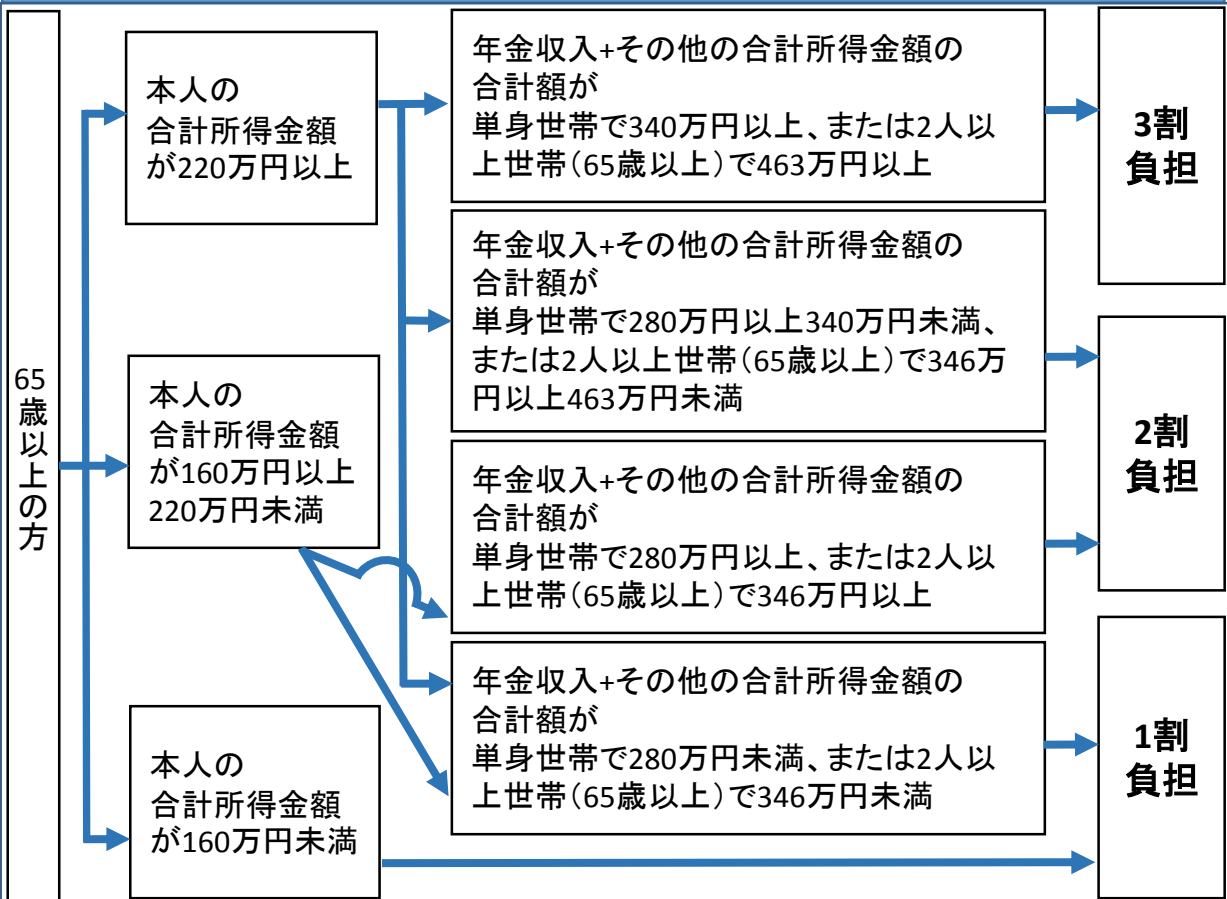 65歳以上の方
本人の
合計所得金額
が220万円以上
本人の
合計所得金額
が160万円以上
220万円未満
本人の
合計所得金額
が160万円未満
年金収入+その他の合計所得金額の
合計額が
単身世帯で340万円以上、または2人以
上世帯(65歳以上)で463万円以上
年金収入+その他の合計所得金額の
合計額が
単身世帯で280万円以上340万円未満、
または2人以上世帯(65歳以上)で346万
円以上463万円未満
年金収入+その他の合計所得金額の
合計額が
単身世帯で280万円以上、または2人以
上世帯(65歳以上)で346万円以上
年金収入+その他の合計所得金額の
合計額が
単身世帯で280万円未満、または2人以
上世帯(65歳以上)で346万円未満
3割
負担
2割
負担
1割
負担